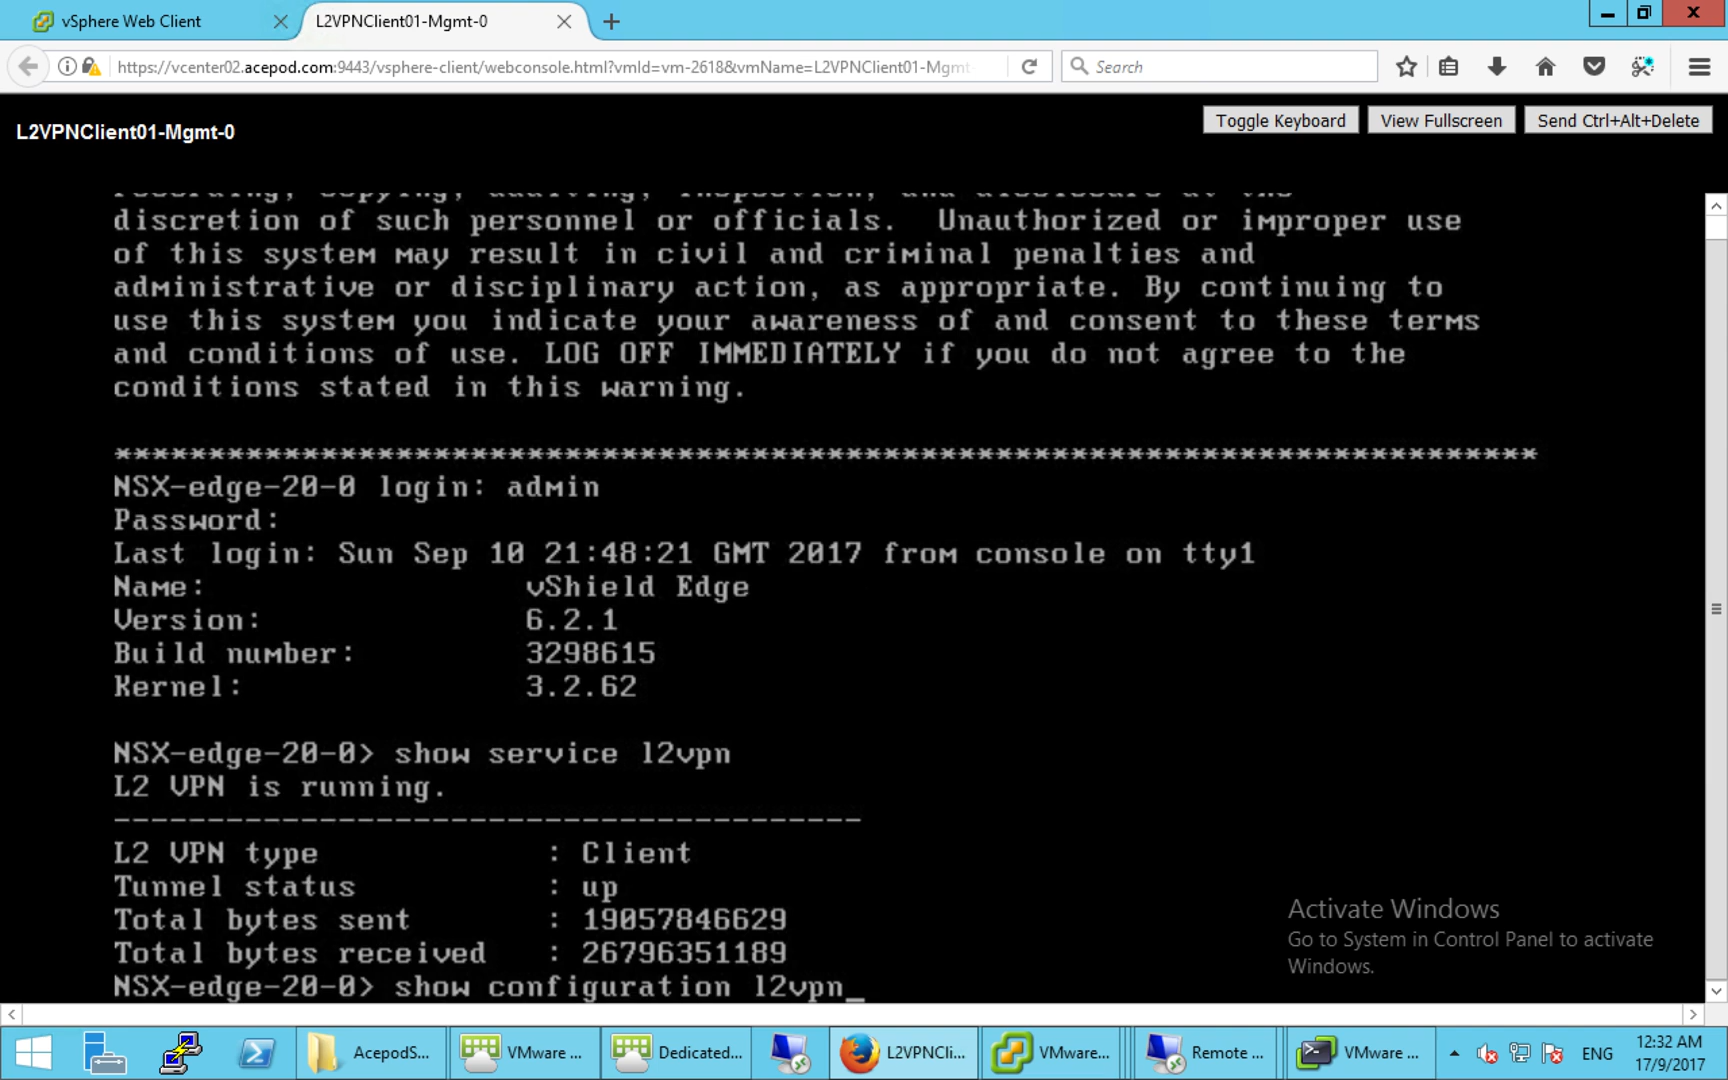 vSphere Web Client
L2VPNClient01-Mgmt-0
https://vcenter02.acepod.com:9443/vsphere-client/webconsole.html?vmId=vm-2618&vmName=L2VPNClient01-Mgmt-
Search
L2VPNClient01-Mgmt-0
Toggle Keyboard
View Fullscreen
Send Ctrl+Alt+Delete
recording, copying, auditing, inspection, and disclosure at the
discretion of such personnel or officials.  Unauthorized or improper use
of this system may result in civil and criminal penalties and
administrative or disciplinary action, as appropriate. By continuing to
use this system you indicate your awareness of and consent to these terms
and conditions of use. LOG OFF IMMEDIATELY if you do not agree to the
conditions stated in this warning.
****************************************************************************
NSX-edge-20-0 login: admin
Password:
Last login: Sun Sep 10 21:48:21 GMT 2017 from console on tty1
Name: vShield Edge
Version: 6.2.1
Build number: 3298615
Kernel: 3.2.62
NSX-edge-20-0> show service l2vpn
L2 VPN is running.
----------------------------------------
L2 VPN type : Client
Tunnel status : up
Total bytes sent : 19057846629
Total bytes received : 26796351189
NSX-edge-20-0> show configuration l2vpn_
Activate Windows
Go to System in Control Panel to activate
Windows.
AcepodS...
VMware ...
Dedicated...
L2VPNCli...
VMware...
Remote ...
VMware ...
ENG
12:32 AM
17/9/2017